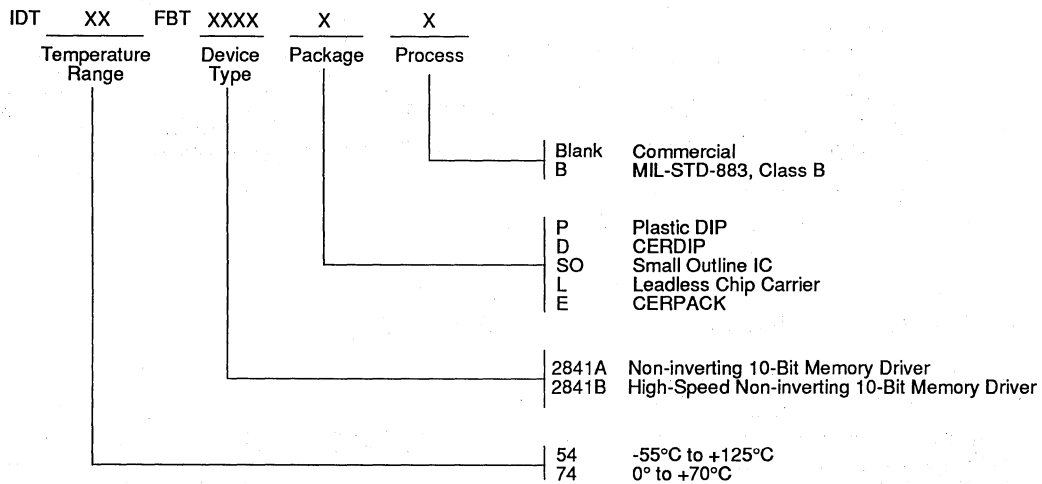 IDT XX FBT XXXX X X
Temperature Range Device Type Package Process
Blank Commercial
B MIL-STD-883, Class B
P Plastic DIP
D CERDIP
SO Small Outline IC
L Leadless Chip Carrier
E CERPACK
2841A Non-inverting 10-Bit Memory Driver
2841B High-Speed Non-inverting 10-Bit Memory Driver
54 -55°C to +125°C
74 0° to +70°C